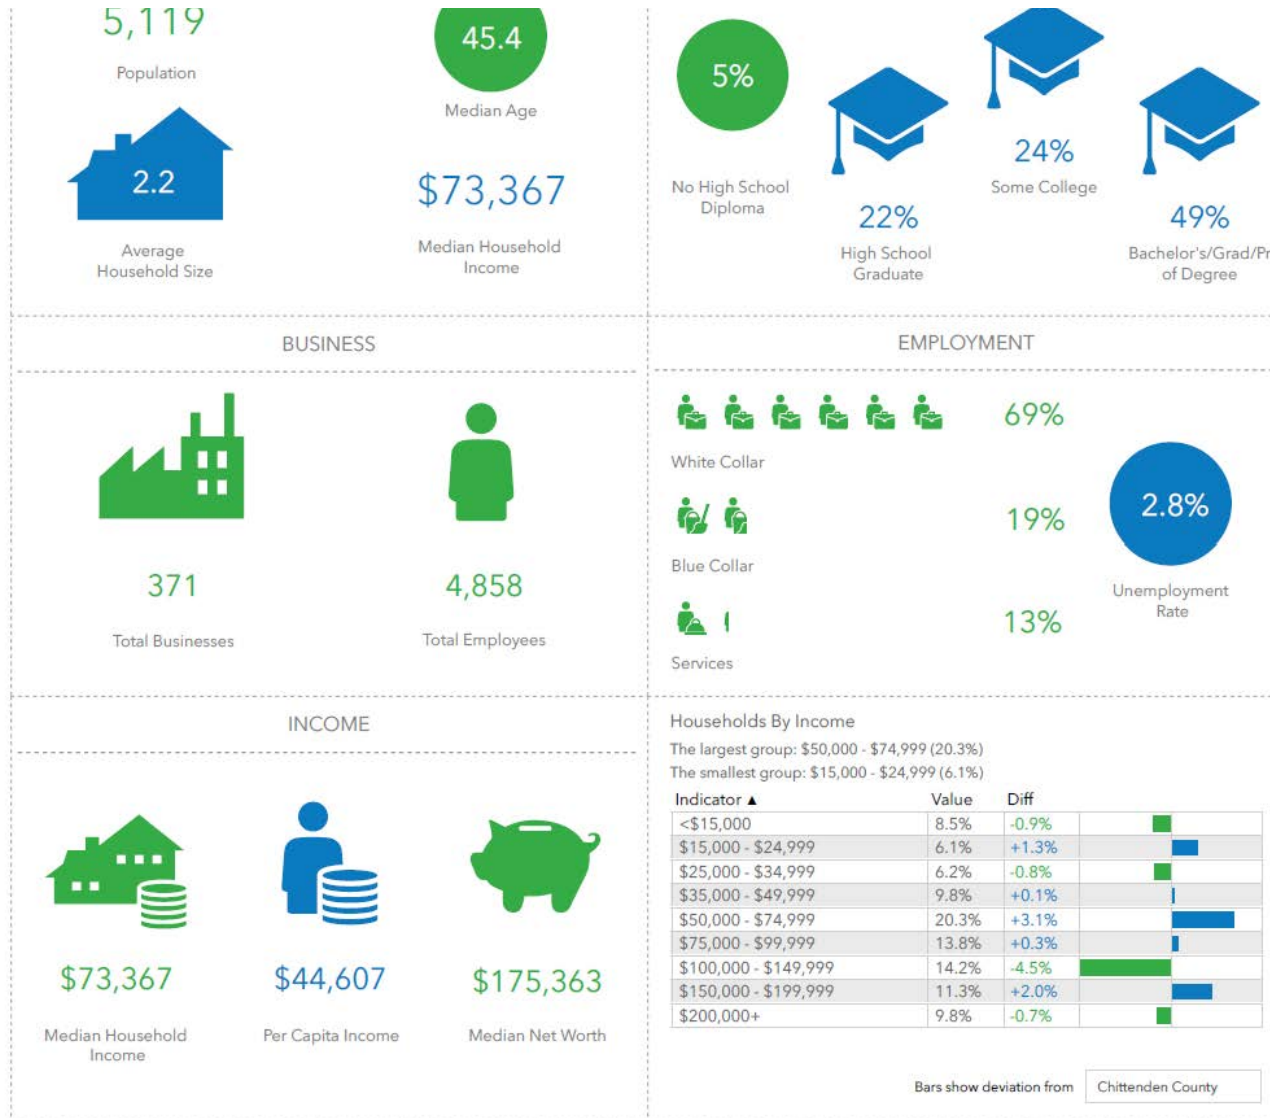 5,119
Population
45.4
Median Age
2.2
Average
Household Size
$73,367
Median Household
Income
5%
No High School
Diploma
22%
High School
Graduate
24%
Some College
49%
Bachelor's/Grad/Pr
of Degree
BUSINESS
371
Total Businesses
4,858
Total Employees
EMPLOYMENT
69%
White Collar
19%
Blue Collar
13%
Services
2.8%
Unemployment
Rate
INCOME
$73,367
Median Household
Income
$44,607
Per Capita Income
$175,363
Median Net Worth
Households By Income
The largest group: $50,000 - $74,999 (20.3%)
The smallest group: $15,000 - $24,999 (6.1%)
Indicator ▲ Value Diff
<$15,000 8.5% -0.9%
$15,000 - $24,999 6.1% +1.3%
$25,000 - $34,999 6.2% -0.8%
$35,000 - $49,999 9.8% +0.1%
$50,000 - $74,999 20.3% +3.1%
$75,000 - $99,999 13.8% +0.3%
$100,000 - $149,999 14.2% -4.5%
$150,000 - $199,999 11.3% +2.0%
$200,000+ 9.8% -0.7%
Bars show deviation from Chittenden County